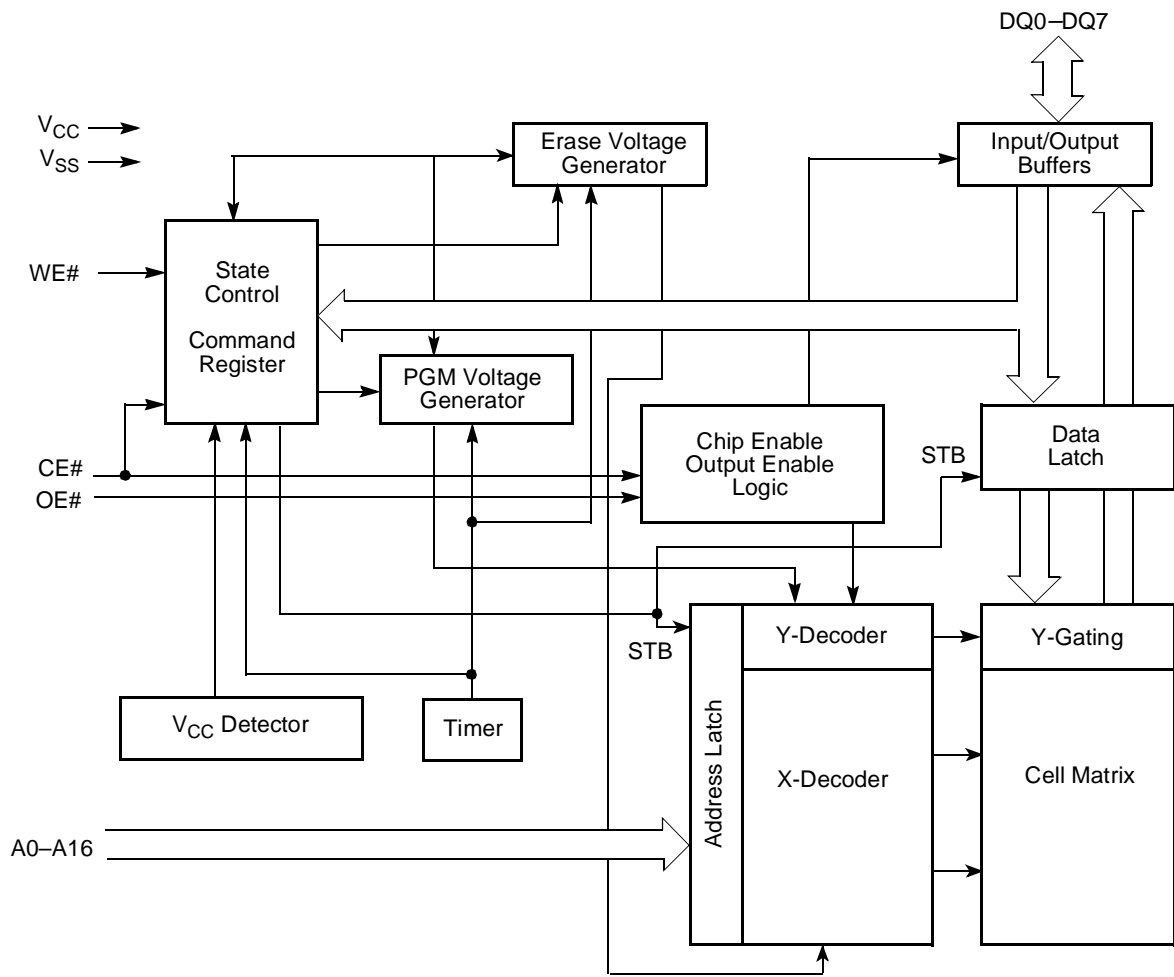 DQ0–DQ7
VCC
VSS
Erase Voltage
Generator
Input/Output
Buffers
WE#
State
Control
Command
Register
PGM Voltage
Generator
Chip Enable
Output Enable
Logic
Data
Latch
STB
CE#
OE#
STB
Y-Decoder
Y-Gating
VCC Detector
Timer
Address Latch
X-Decoder
Cell Matrix
A0–A16